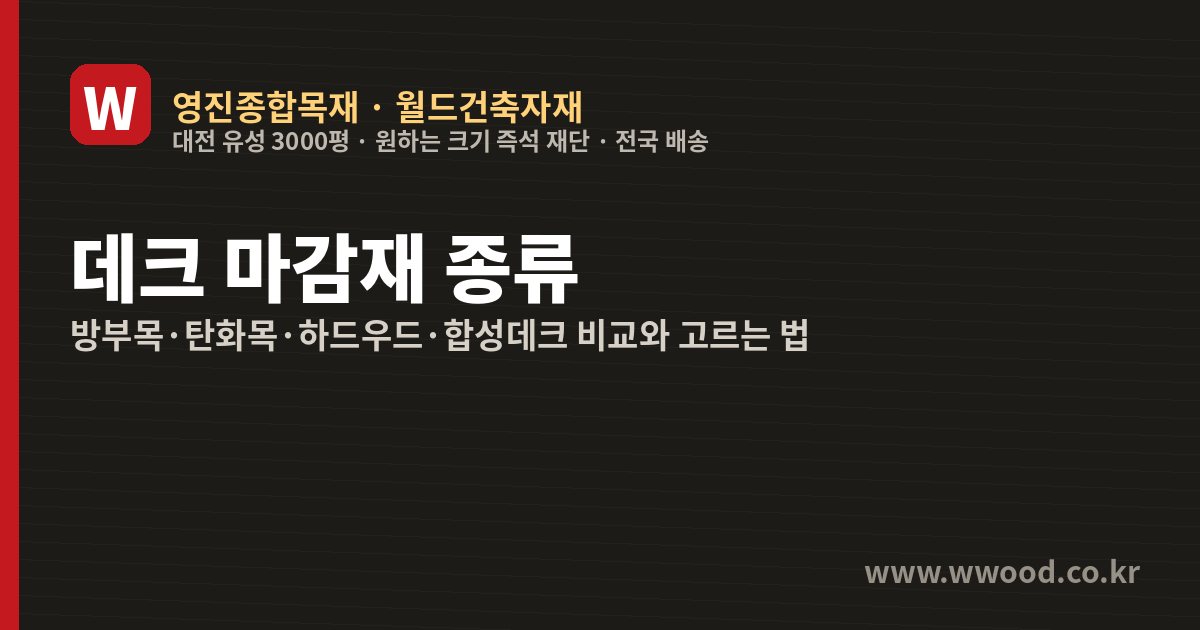 W
영진종합목재 · 월드건축자재
대전 유성 3000평 · 원하는 크기 즉석 재단 · 전국 배송
데크 마감재 종류
방부목·탄화목·하드우드·합성데크 비교와 고르는 법
www.wwood.co.kr